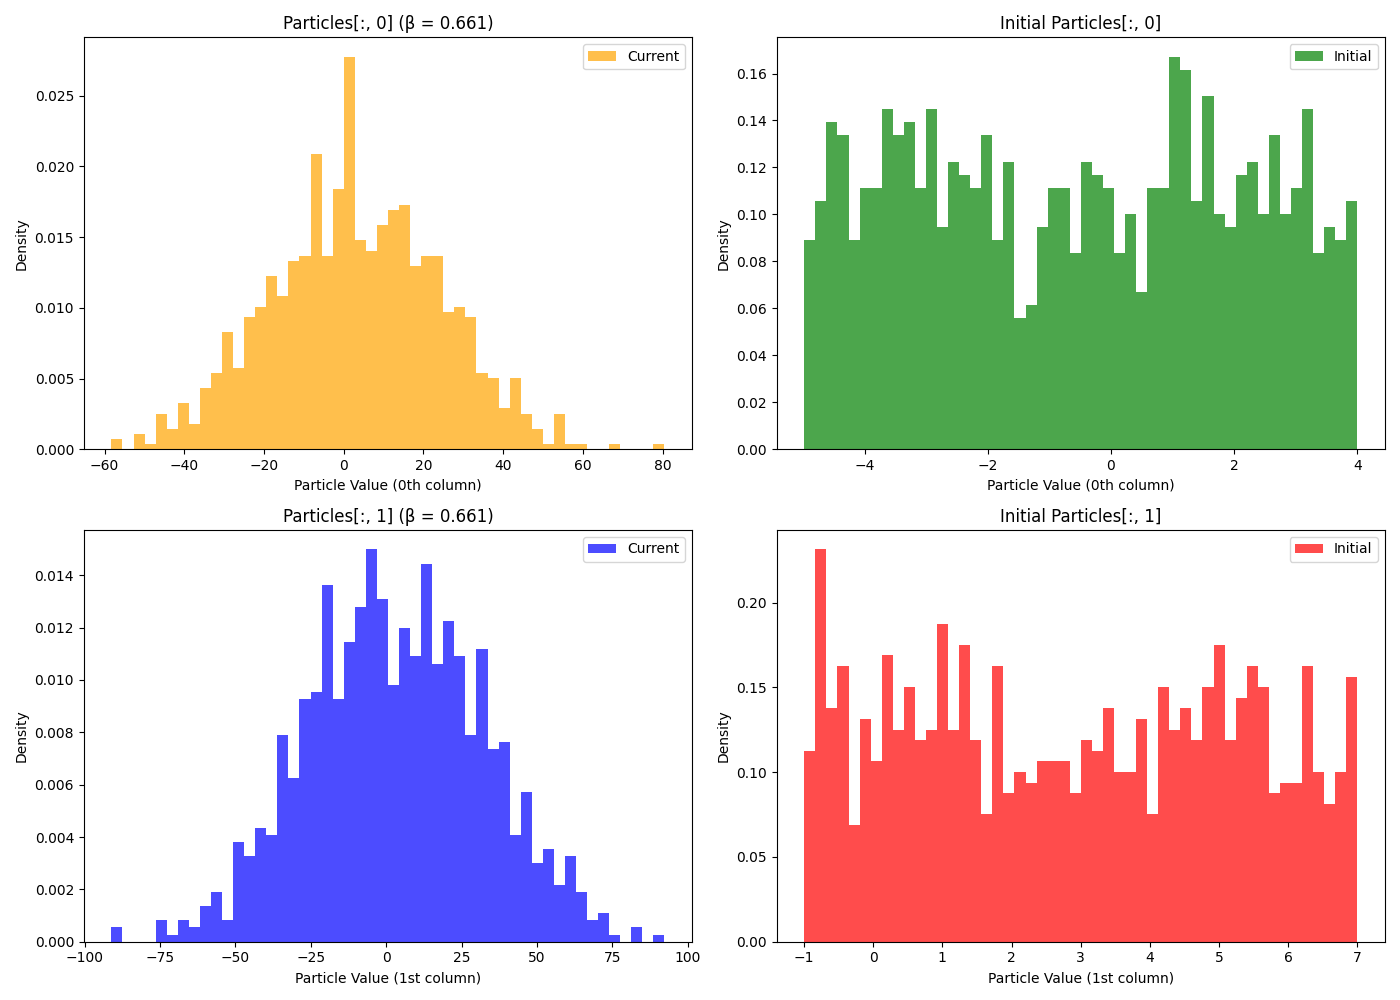 Particles[:, 0] (β = 0.661)
Current
Density
0.025
0.020
0.015
0.010
0.005
0.000
−60 −40 −20 0 20 40 60 80
Particle Value (0th column)
Initial Particles[:, 0]
Initial
Density
0.16
0.14
0.12
0.10
0.08
0.06
0.04
0.02
0.00
−4 −2 0 2 4
Particle Value (0th column)
Particles[:, 1] (β = 0.661)
Current
Density
0.014
0.012
0.010
0.008
0.006
0.004
0.002
0.000
−100 −75 −50 −25 0 25 50 75 100
Particle Value (1st column)
Initial Particles[:, 1]
Initial
Density
0.20
0.15
0.10
0.05
0.00
−1 0 1 2 3 4 5 6 7
Particle Value (1st column)